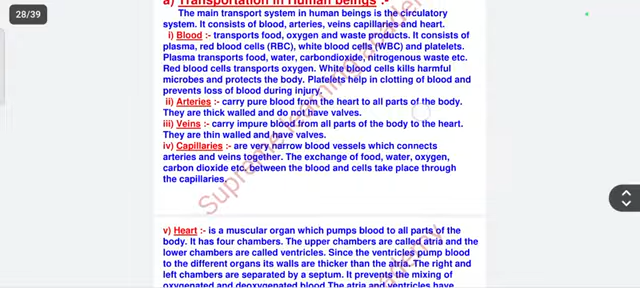 28/39
a) Transportation in Human beings :-
The main transport system in human beings is the circulatory
system. It consists of blood, arteries, veins capillaries and heart.
i) Blood :- transports food, oxygen and waste products. It consists of
plasma, red blood cells (RBC), white blood cells (WBC) and platelets.
Plasma transports food, water, carbondioxide, nitrogenous waste etc.
Red blood cells transports oxygen. White blood cells kills harmful
microbes and protects the body. Platelets help in clotting of blood and
prevents loss of blood during injury.
ii) Arteries :- carry pure blood from the heart to all parts of the body.
They are thick walled and do not have valves.
iii) Veins :- carry impure blood from all parts of the body to the heart.
They are thin walled and have valves.
iv) Capillaries :- are very narrow blood vessels which connects
arteries and veins together. The exchange of food, water, oxygen,
carbon dioxide etc. between the blood and cells take place through
the capillaries.
v) Heart :- is a muscular organ which pumps blood to all parts of the
body. It has four chambers. The upper chambers are called atria and the
lower chambers are called ventricles. Since the ventricles pump blood
to the different organs its walls are thicker than the atria. The right and
left chambers are separated by a septum. It prevents the mixing of
oxygenated and deoxygenated blood The atria and ventricles have